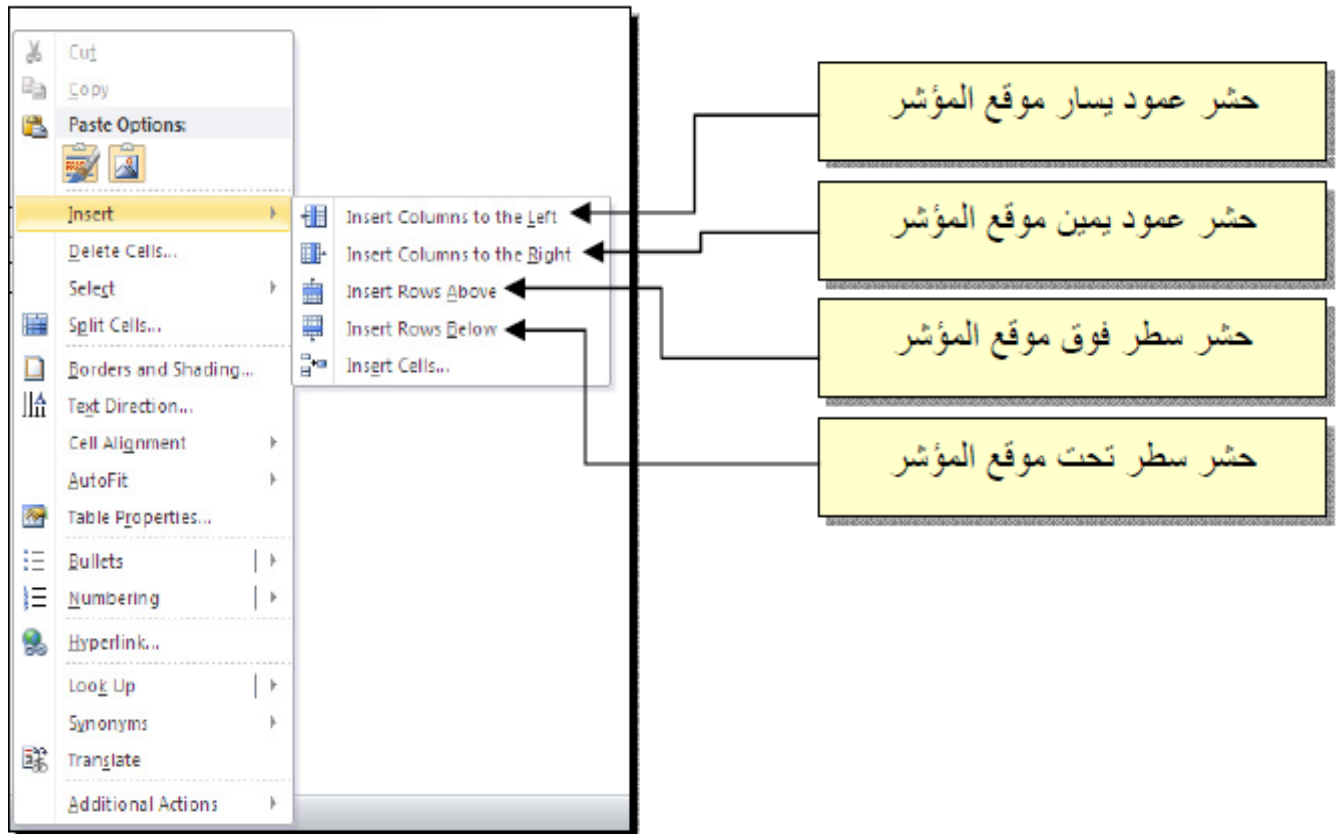 Cut
Copy
Paste Options:
Insert
Delete Cells...
Select
Split Cells...
Borders and Shading...
Text Direction...
Cell Alignment
AutoFit
Table Properties...
Bullets
Numbering
Hyperlink...
Look Up
Synonyms
Translate
Additional Actions
Insert Columns to the Left
Insert Columns to the Right
Insert Rows Above
Insert Rows Below
Insert Cells...
حشر عمود يسار موقع المؤشر
حشر عمود يمين موقع المؤشر
حشر سطر فوق موقع المؤشر
حشر سطر تحت موقع المؤشر